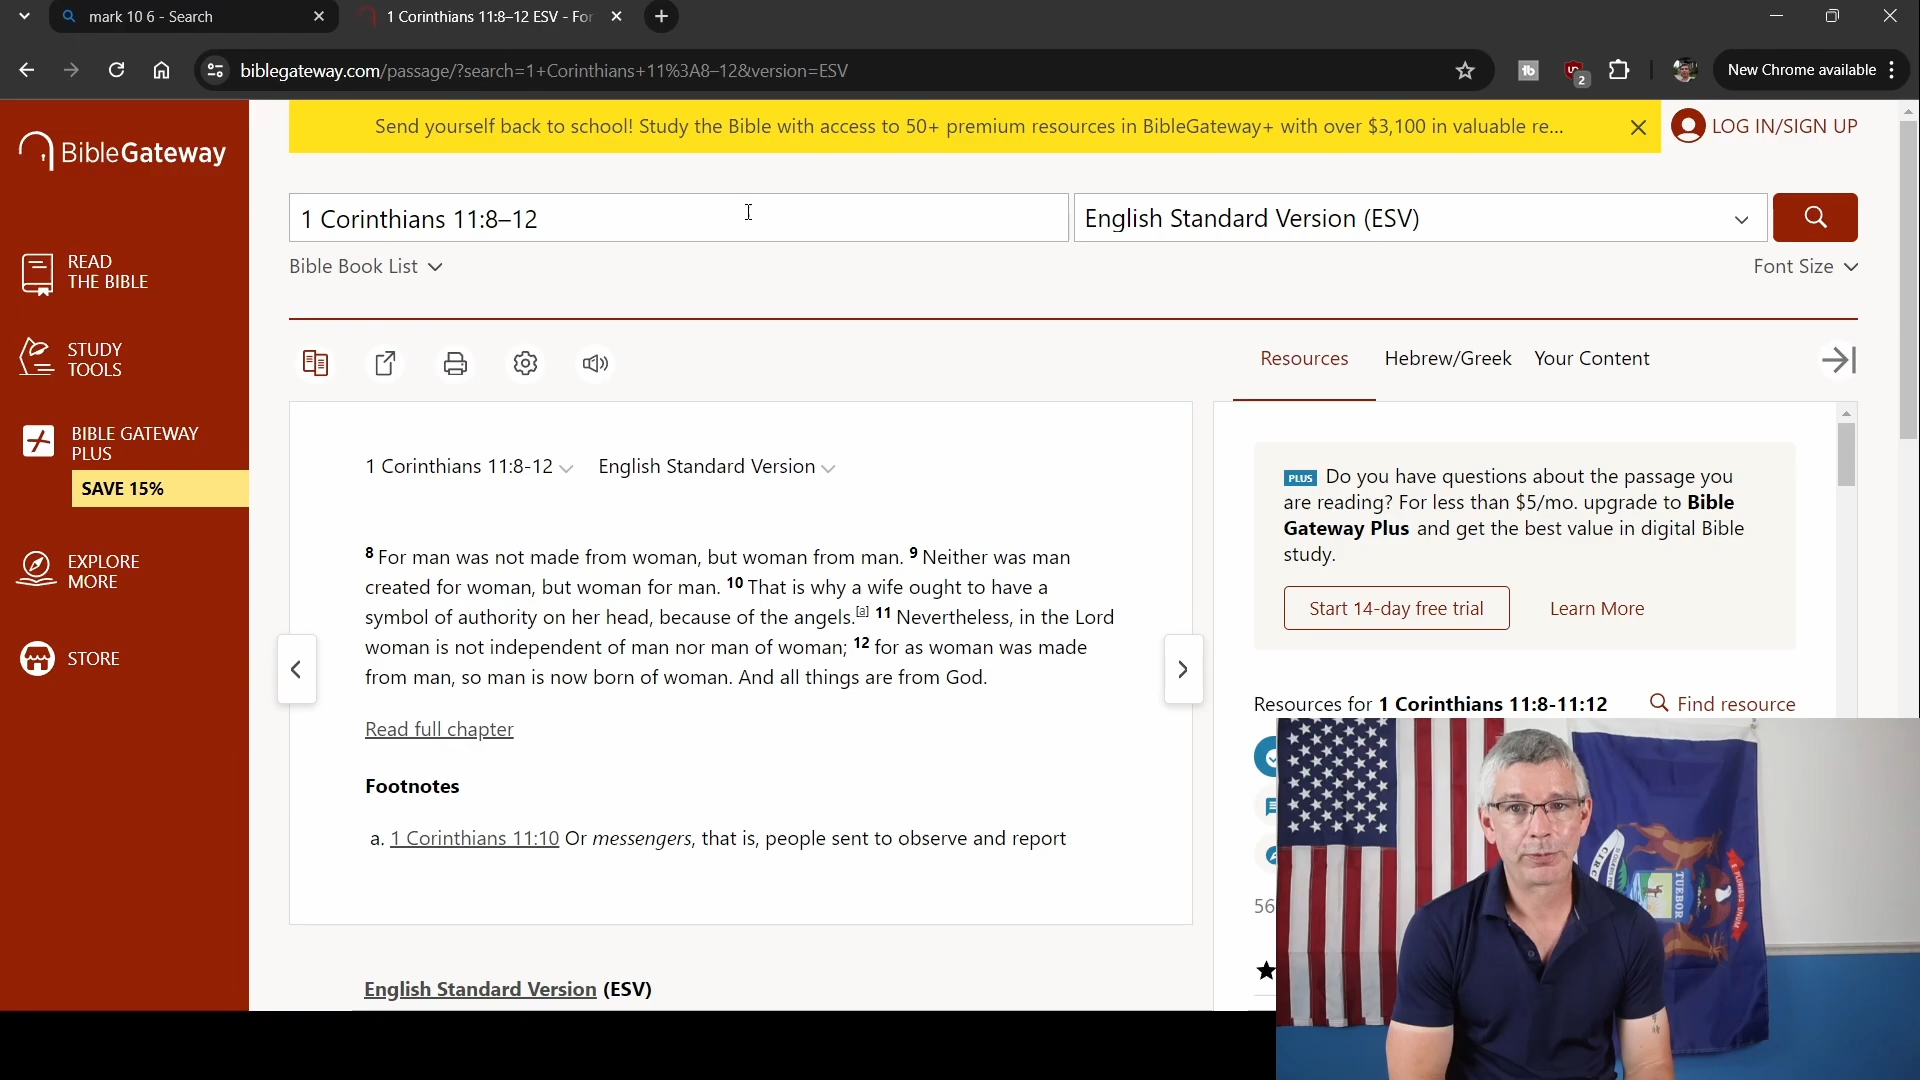 mark 10 6 - Search
1 Corinthians 11:8–12 ESV - For
biblegateway.com/passage/?search=1+Corinthians+11%3A8–12&version=ESV
2
New Chrome available
BibleGateway
Send yourself back to school! Study the Bible with access to 50+ premium resources in BibleGateway+ with over $3,100 in valuable re...
LOG IN/SIGN UP
1 Corinthians 11:8–12
English Standard Version (ESV)
Bible Book List
Font Size
READ
THE BIBLE
STUDY
TOOLS
BIBLE GATEWAY
PLUS
SAVE 15%
EXPLORE
MORE
STORE
Resources
Hebrew/Greek
Your Content
1 Corinthians 11:8-12
English Standard Version
8 For man was not made from woman, but woman from man. 9 Neither was man
created for woman, but woman for man. 10 That is why a wife ought to have a
symbol of authority on her head, because of the angels.[a] 11 Nevertheless, in the Lord
woman is not independent of man nor man of woman; 12 for as woman was made
from man, so man is now born of woman. And all things are from God.
Read full chapter
Footnotes
a. 1 Corinthians 11:10 Or messengers, that is, people sent to observe and report
English Standard Version (ESV)
PLUS Do you have questions about the passage you
are reading? For less than $5/mo. upgrade to Bible
Gateway Plus and get the best value in digital Bible
study.
Start 14-day free trial
Learn More
Resources for 1 Corinthians 11:8-11:12
Find resource
56
TUEBOR
E PLURIBUS UNUM